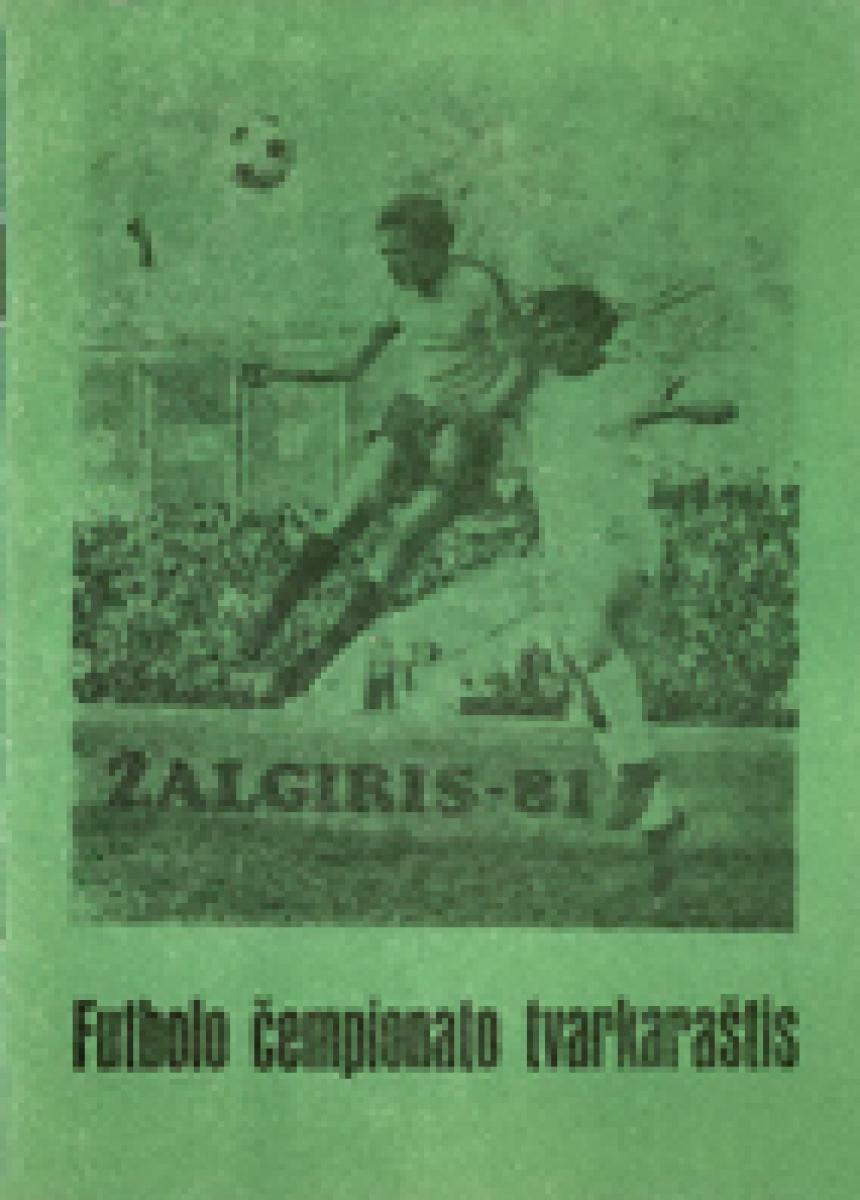 ŽALGIRIS-81
Futbolo čempionato tvarkaraštis